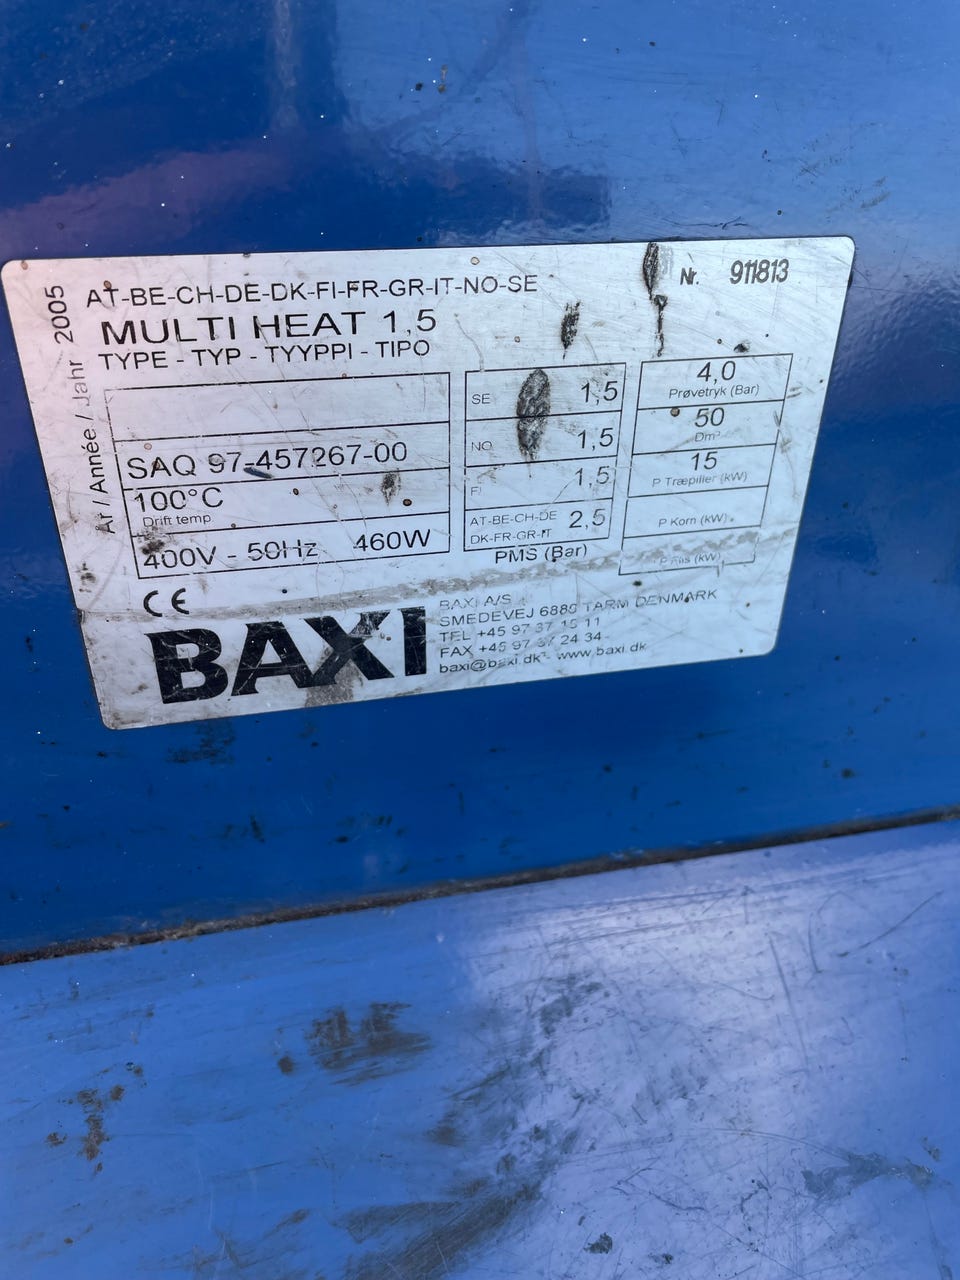 År / Année / Jahr 2005
AT-BE-CH-DE-DK-FI-FR-GR-IT-NO-SE
Nr. 911813
MULTI HEAT 1,5
TYPE - TYP - TYYPPI - TIPO
SAQ 97-457267-00
100°C
Drift temp
400V - 50Hz 460W
SE 1,5
NO 1,5
FI 1,5
AT-BE-CH-DE 2,5
DK-FR-GR-IT
PMS (Bar)
4,0
Prøvetryk (Bar)
50
Dm³
15
P Træpiller (kW)
P Korn (kW)
(kW)
CE
BAXI
BAXI A/S
SMEDEVEJ 6880 TARM DENMARK
TEL +45 97 37 15 11
FAX +45 97 37 24 34
baxi@baxi.dk - www.baxi.dk